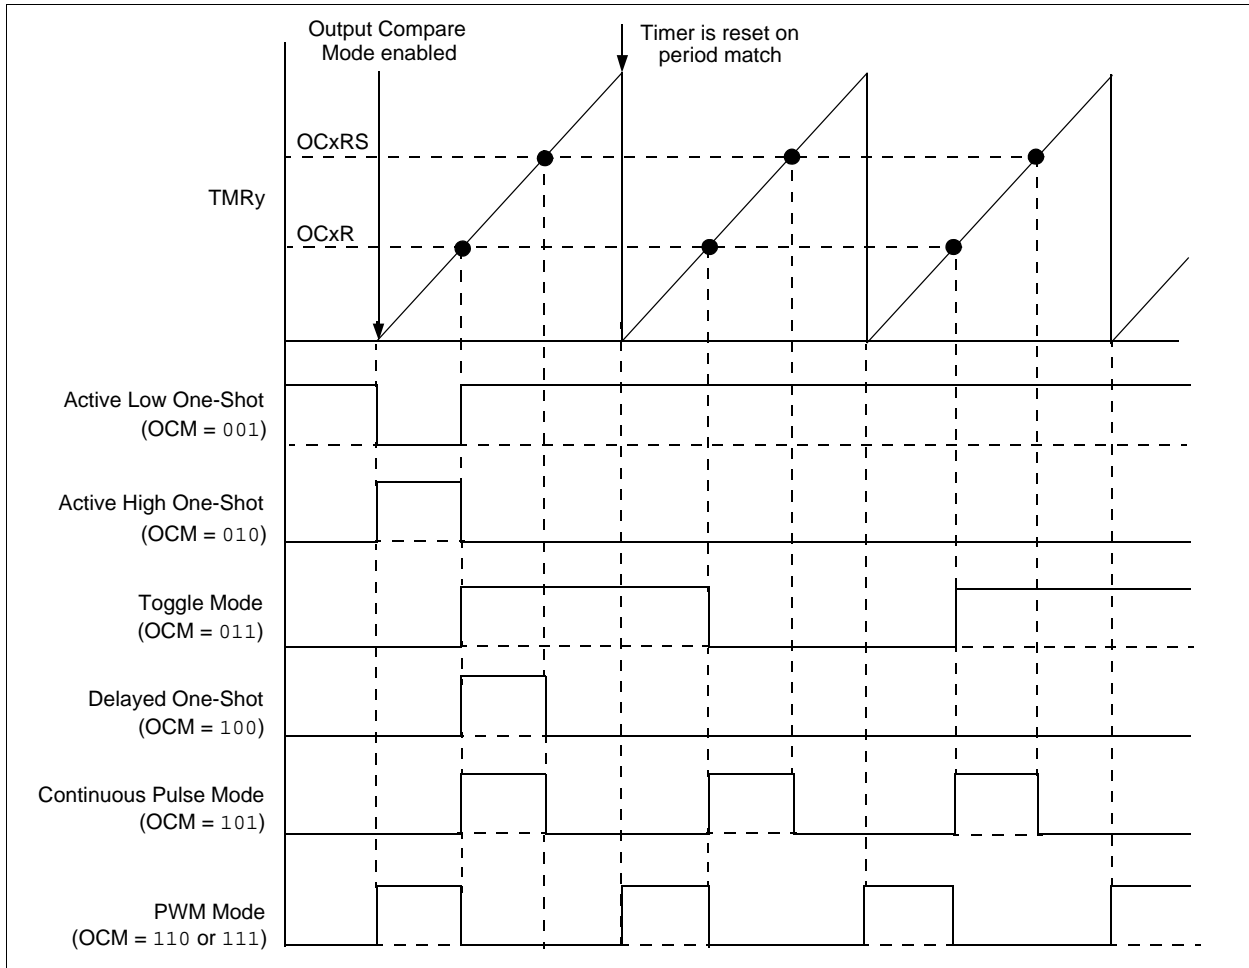 Output Compare
Mode enabled
Timer is reset on
period match
OCxRS
TMRy
OCxR
Active Low One-Shot
(OCM = 001)
Active High One-Shot
(OCM = 010)
Toggle Mode
(OCM = 011)
Delayed One-Shot
(OCM = 100)
Continuous Pulse Mode
(OCM = 101)
PWM Mode
(OCM = 110 or 111)